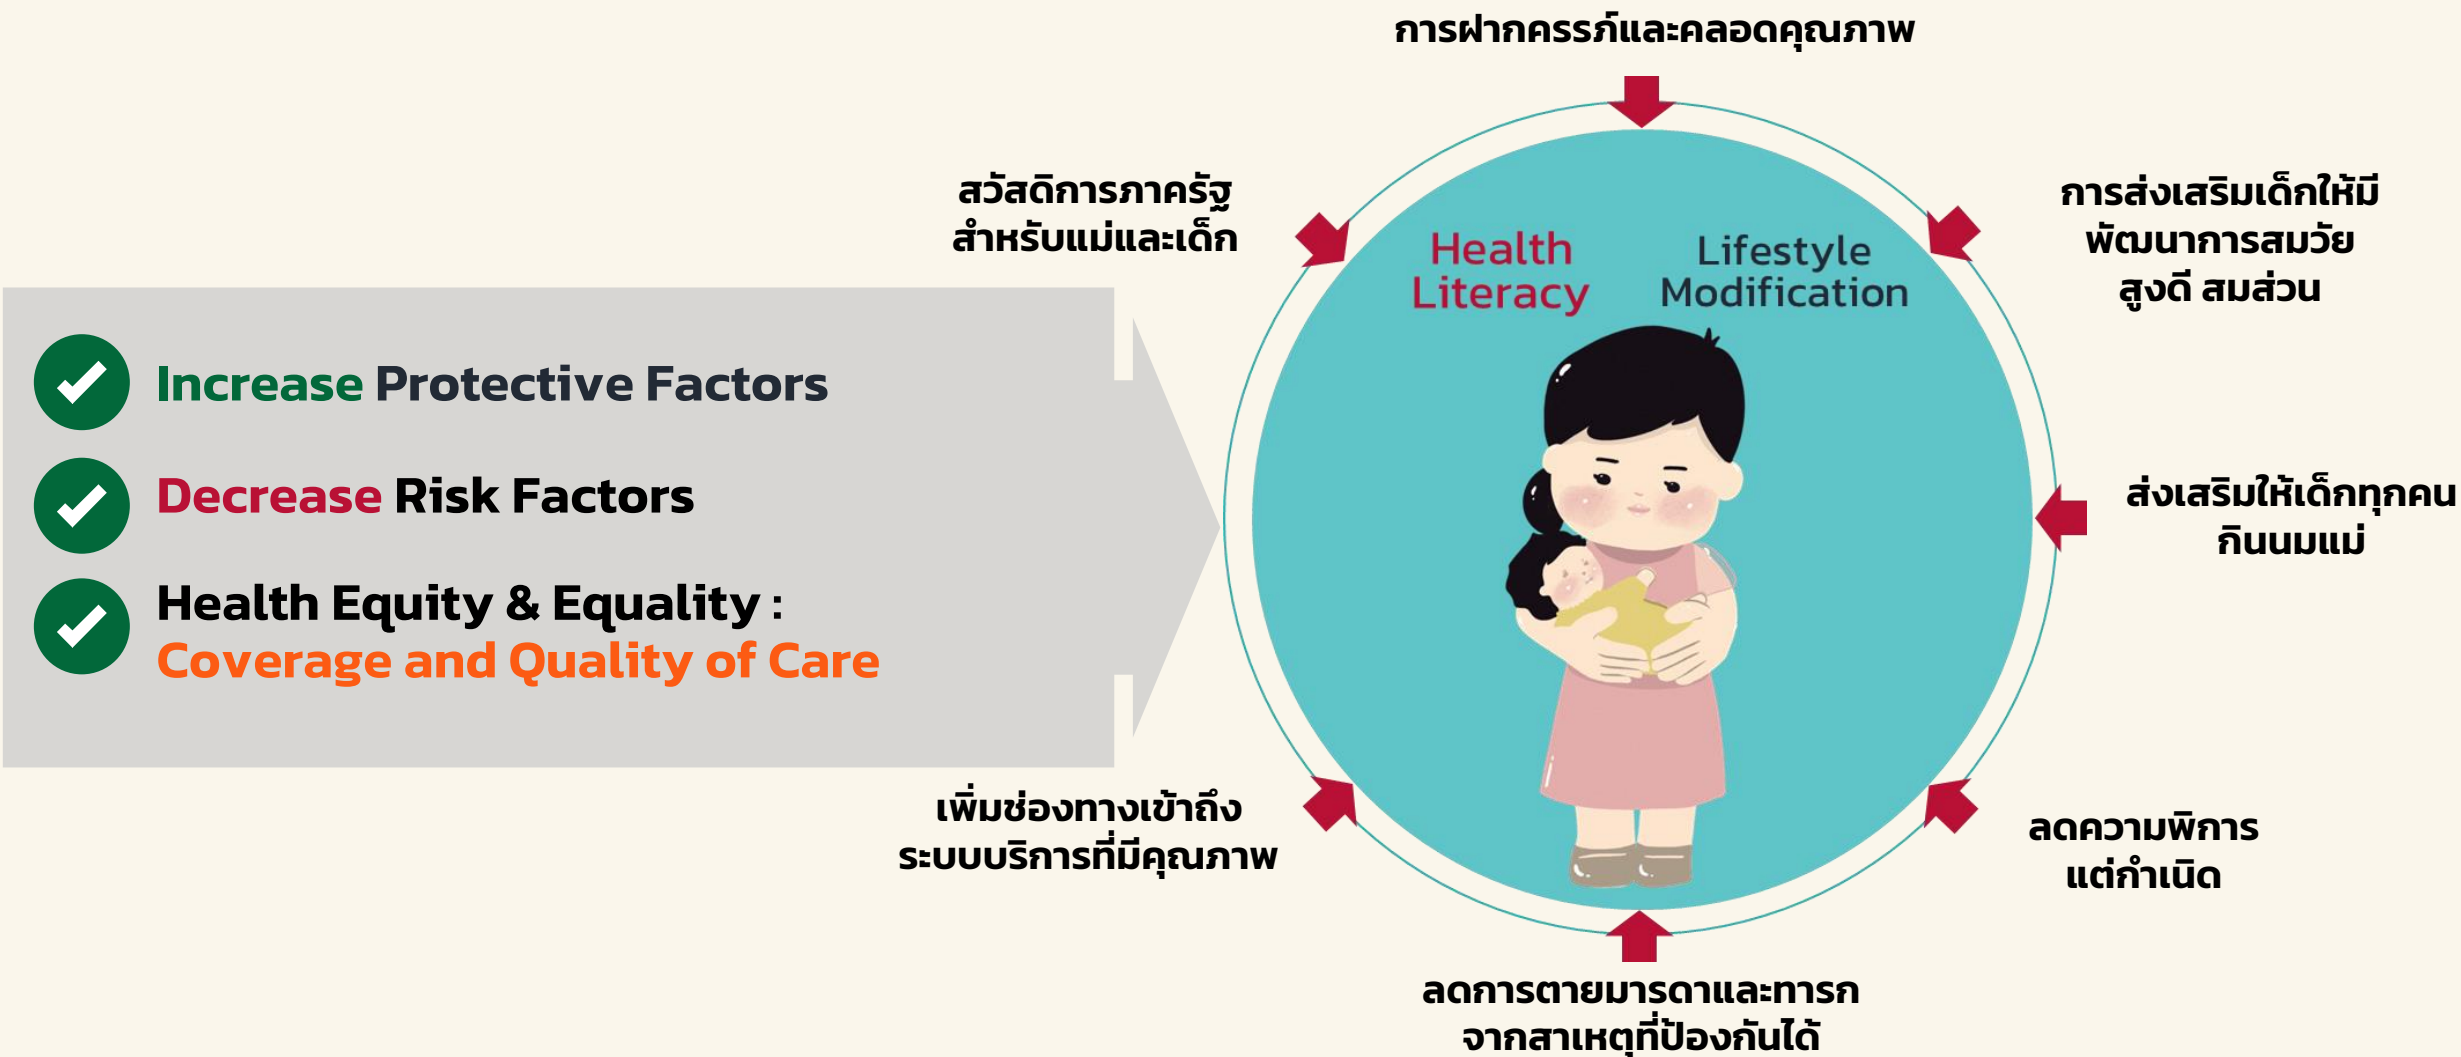 การฝากครรภ์และคลอดคุณภาพ
สวัสดิการภาครัฐ
สำหรับแม่และเด็ก
การส่งเสริมเด็กให้มี
พัฒนาการสมวัย
สูงดี สมส่วน
Health
Literacy
Lifestyle
Modification
Increase Protective Factors
Decrease Risk Factors
Health Equity & Equality :
Coverage and Quality of Care
ส่งเสริมให้เด็กทุกคน
กินนมแม่
เพิ่มช่องทางเข้าถึง
ระบบบริการที่มีคุณภาพ
ลดความพิการ
แต่กำเนิด
ลดการตายมารดาและทารก
จากสาเหตุที่ป้องกันได้